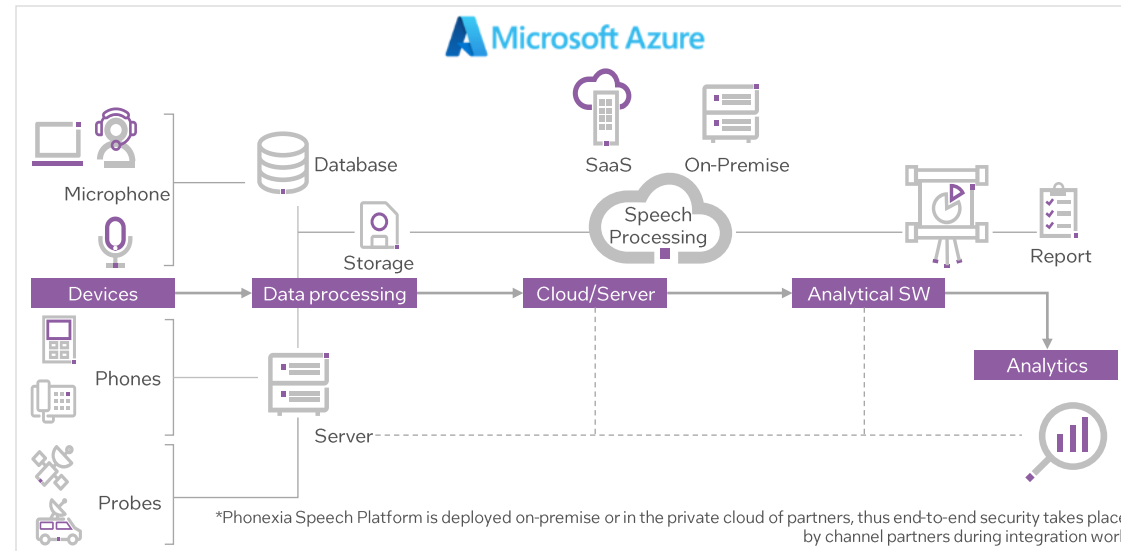 Microsoft Azure
SaaS
On-Premise
Database
Microphone
Speech
Processing
Storage
Report
Devices
Data processing
Cloud/Server
Analytical SW
Analytics
Phones
Server
Probes
*Phonexia Speech Platform is deployed on-premise or in the private cloud of partners, thus end-to-end security takes place
by channel partners during integration work